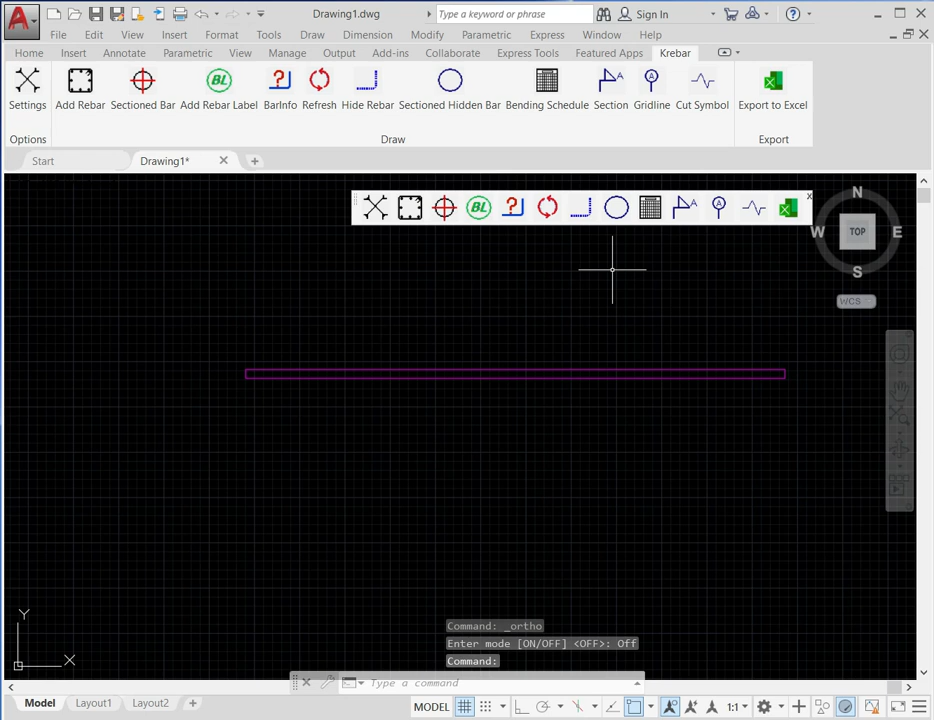 A
Drawing1.dwg
Type a keyword or phrase
Sign In
File Edit View Insert Format Tools Draw Dimension Modify Parametric Express Window Help
Home Insert Annotate Parametric View Manage Output Add-ins Collaborate Express Tools Featured Apps Krebar
BL
A
A
Settings Add Rebar Sectioned Bar Add Rebar Label BarInfo Refresh Hide Rebar Sectioned Hidden Bar Bending Schedule Section Gridline Cut Symbol Export to Excel
Options Draw Export
Start Drawing1*
BL
A
A
N
W TOP E
S
WCS
Y
X
Command: _ortho
Enter mode [ON/OFF] <OFF>: Off
Command:
Type a command
Model Layout1 Layout2
MODEL 1:1